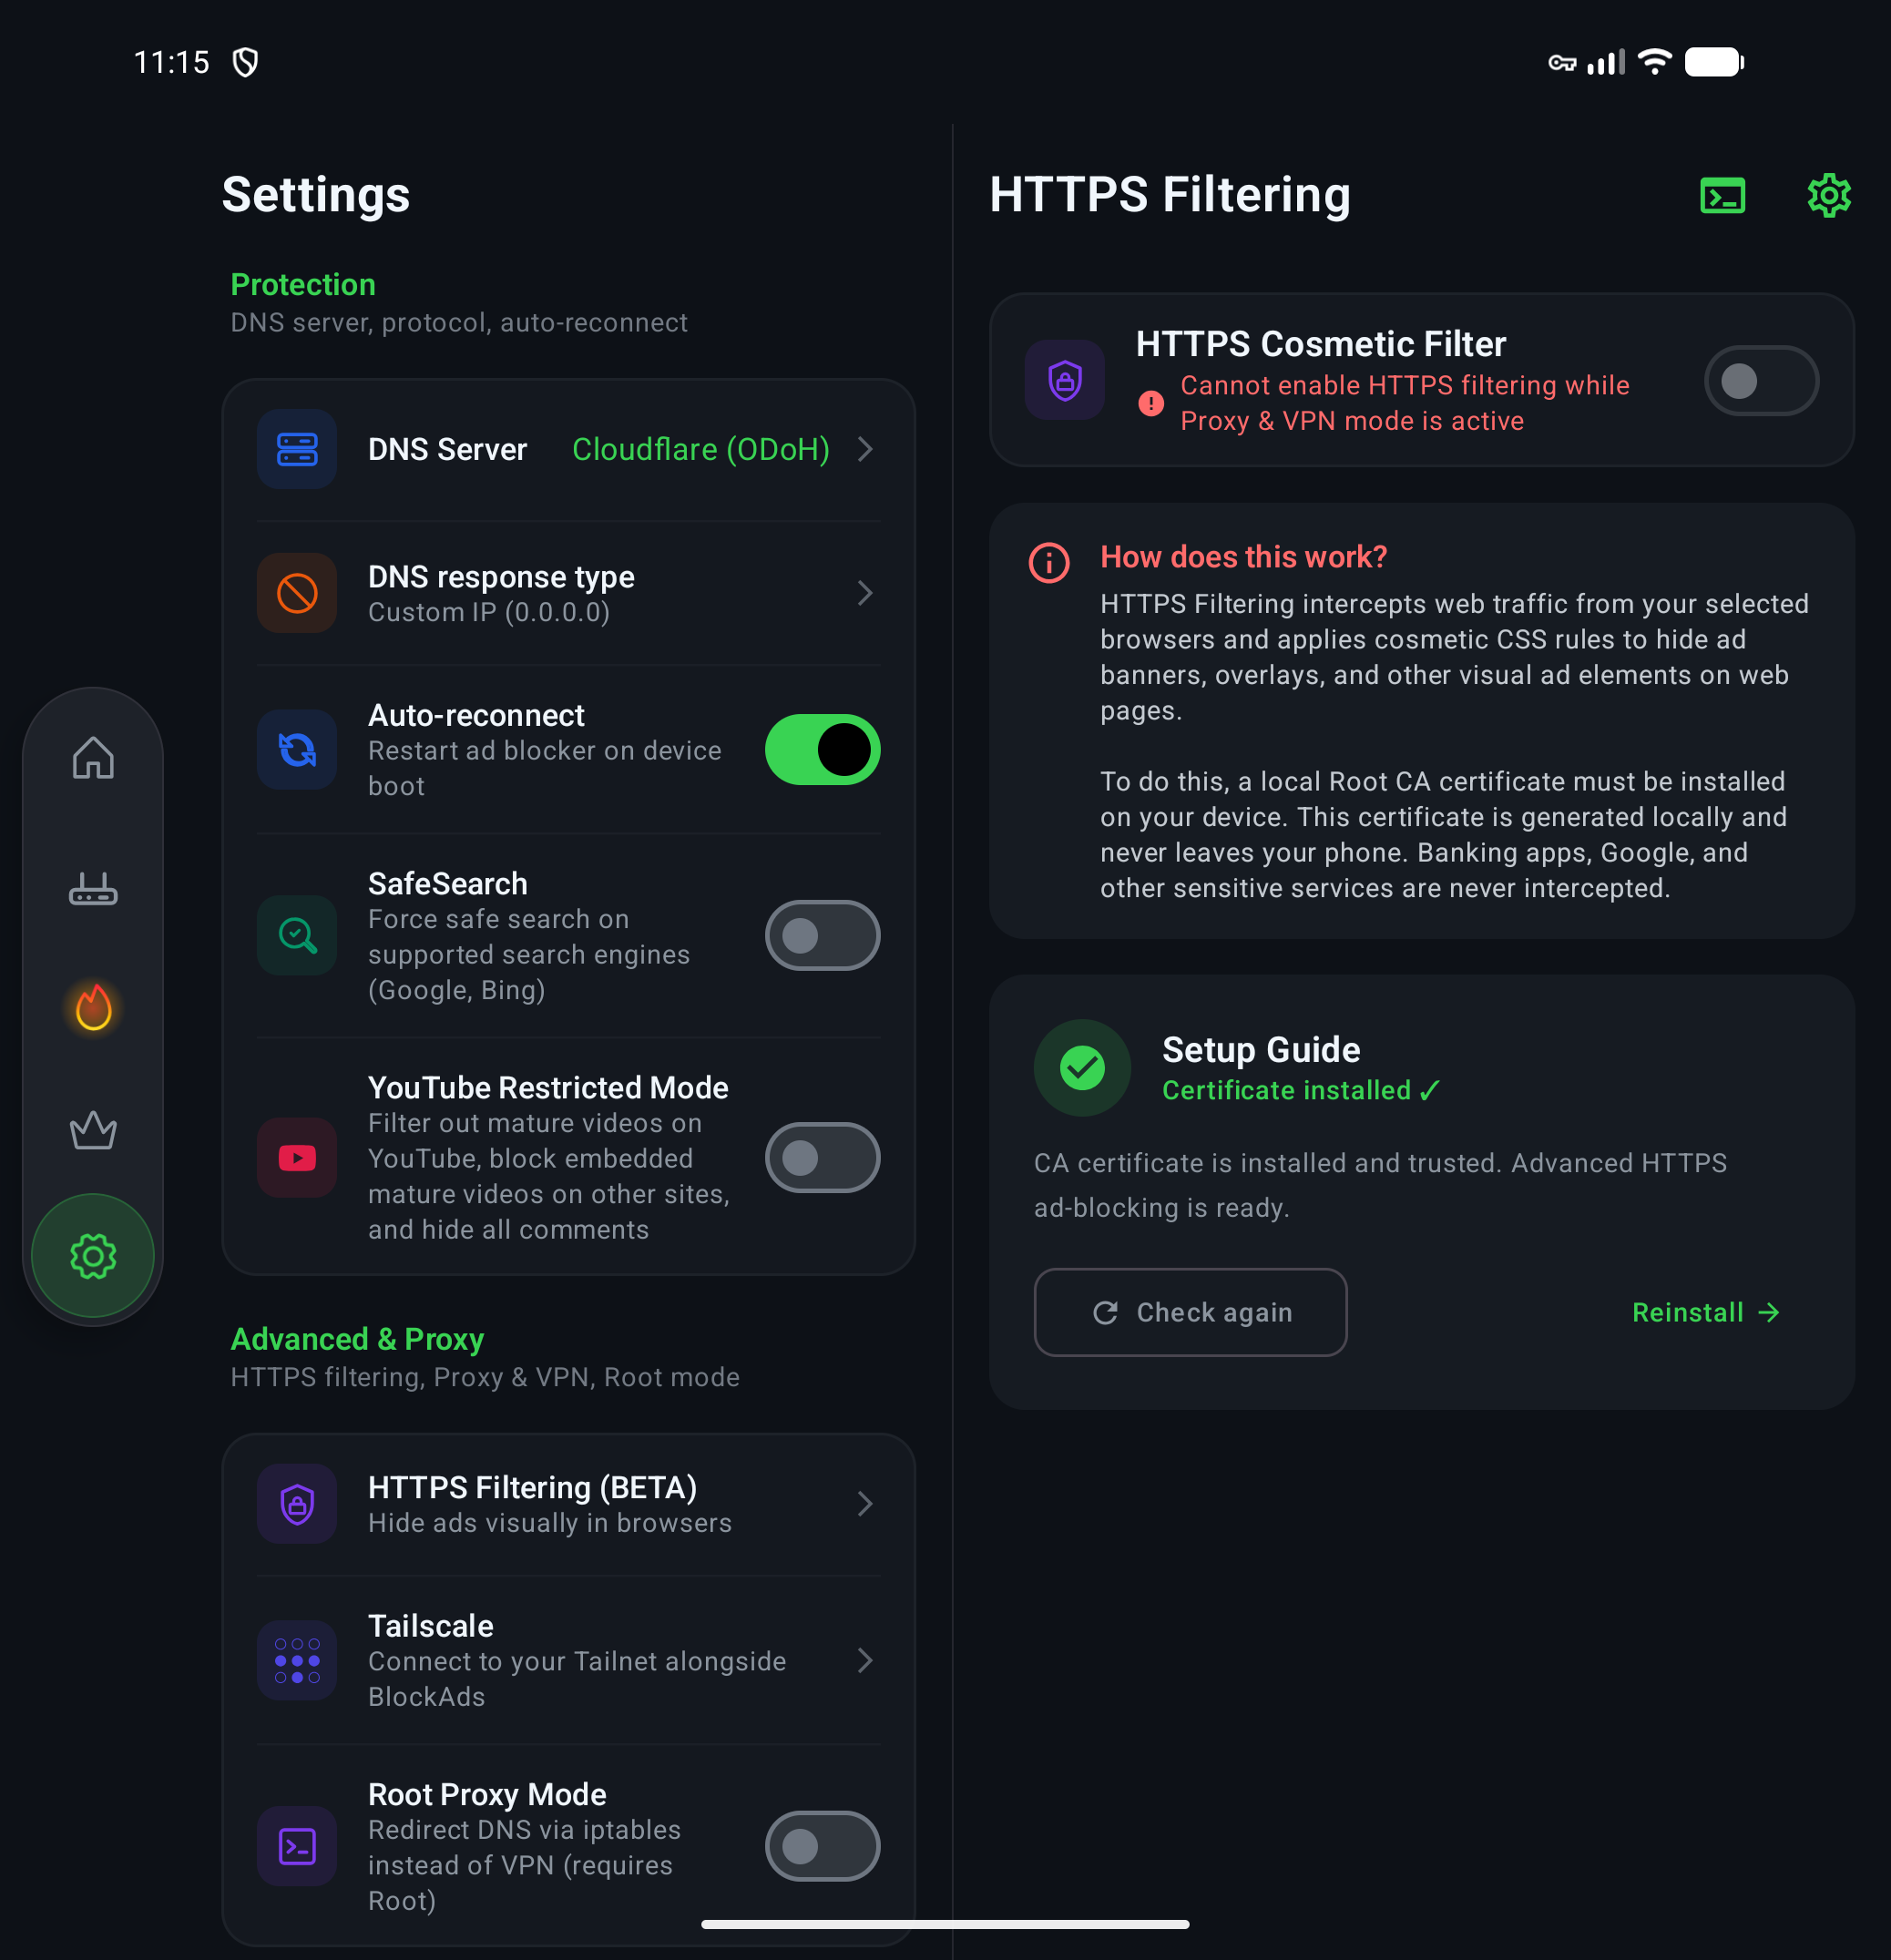 11:15
Settings
Protection
DNS server, protocol, auto-reconnect
DNS Server
Cloudflare (ODoH)
DNS response type
Custom IP (0.0.0.0)
Auto-reconnect
Restart ad blocker on device
boot
SafeSearch
Force safe search on
supported search engines
(Google, Bing)
YouTube Restricted Mode
Filter out mature videos on
YouTube, block embedded
mature videos on other sites,
and hide all comments
Advanced & Proxy
HTTPS filtering, Proxy & VPN, Root mode
HTTPS Filtering (BETA)
Hide ads visually in browsers
Tailscale
Connect to your Tailnet alongside
BlockAds
Root Proxy Mode
Redirect DNS via iptables
instead of VPN (requires
Root)
HTTPS Filtering
HTTPS Cosmetic Filter
Cannot enable HTTPS filtering while
Proxy & VPN mode is active
How does this work?
HTTPS Filtering intercepts web traffic from your selected
browsers and applies cosmetic CSS rules to hide ad
banners, overlays, and other visual ad elements on web
pages.
To do this, a local Root CA certificate must be installed
on your device. This certificate is generated locally and
never leaves your phone. Banking apps, Google, and
other sensitive services are never intercepted.
Setup Guide
Certificate installed ✓
CA certificate is installed and trusted. Advanced HTTPS
ad-blocking is ready.
Check again
Reinstall →